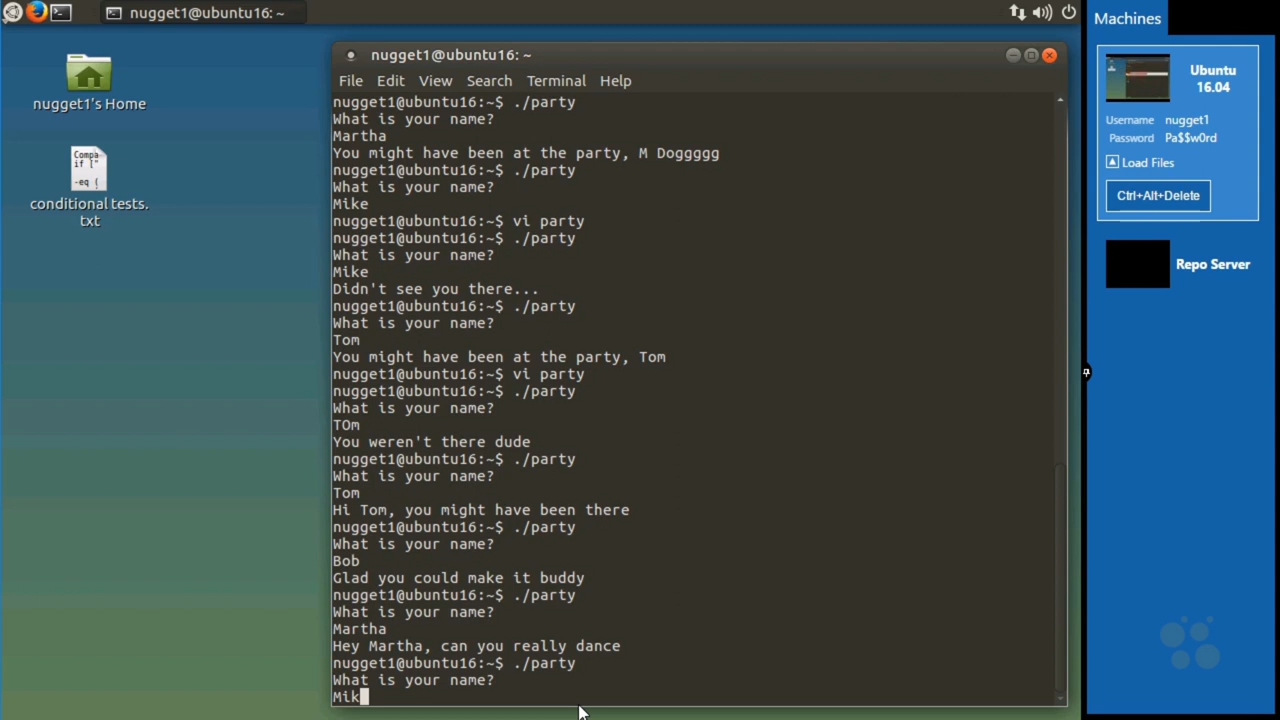 nugget1@ubuntu16: ~
Machines
nugget1's Home
Compa
if ["
-eq (
conditional tests.
txt
nugget1@ubuntu16: ~
File Edit View Search Terminal Help
nugget1@ubuntu16:~$ ./party
What is your name?
Martha
You might have been at the party, M Doggggg
nugget1@ubuntu16:~$ ./party
What is your name?
Mike
nugget1@ubuntu16:~$ vi party
nugget1@ubuntu16:~$ ./party
What is your name?
Mike
Didn't see you there...
nugget1@ubuntu16:~$ ./party
What is your name?
Tom
You might have been at the party, Tom
nugget1@ubuntu16:~$ vi party
nugget1@ubuntu16:~$ ./party
What is your name?
TOm
You weren't there dude
nugget1@ubuntu16:~$ ./party
What is your name?
Tom
Hi Tom, you might have been there
nugget1@ubuntu16:~$ ./party
What is your name?
Bob
Glad you could make it buddy
nugget1@ubuntu16:~$ ./party
What is your name?
Martha
Hey Martha, can you really dance
nugget1@ubuntu16:~$ ./party
What is your name?
Mik
Ubuntu
16.04
Username nugget1
Password Pa$$w0rd
Load Files
Ctrl+Alt+Delete
Repo Server